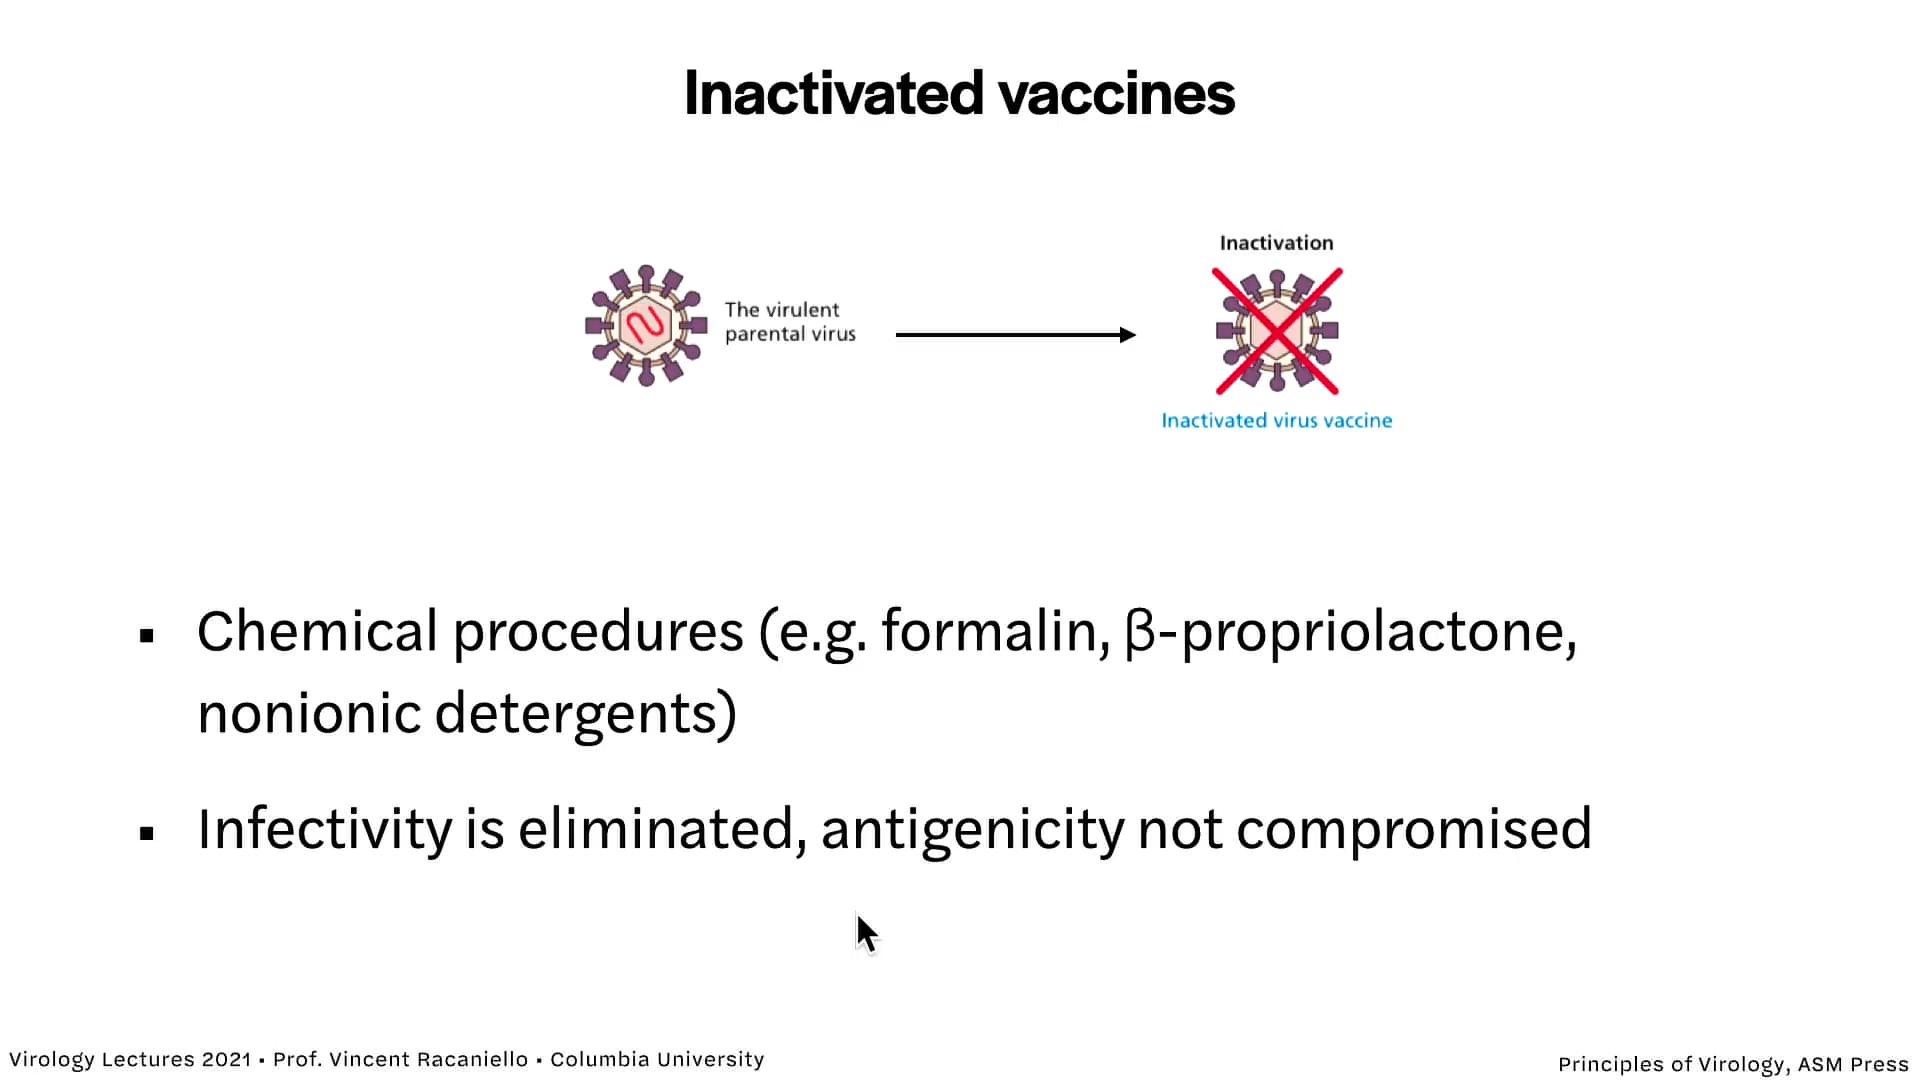 Inactivated vaccines
Inactivation
The virulent
parental virus
Inactivated virus vaccine
▪ Chemical procedures (e.g. formalin, β-propriolactone,
nonionic detergents)
▪ Infectivity is eliminated, antigenicity not compromised
Virology Lectures 2021 • Prof. Vincent Racaniello • Columbia University
Principles of Virology, ASM Press